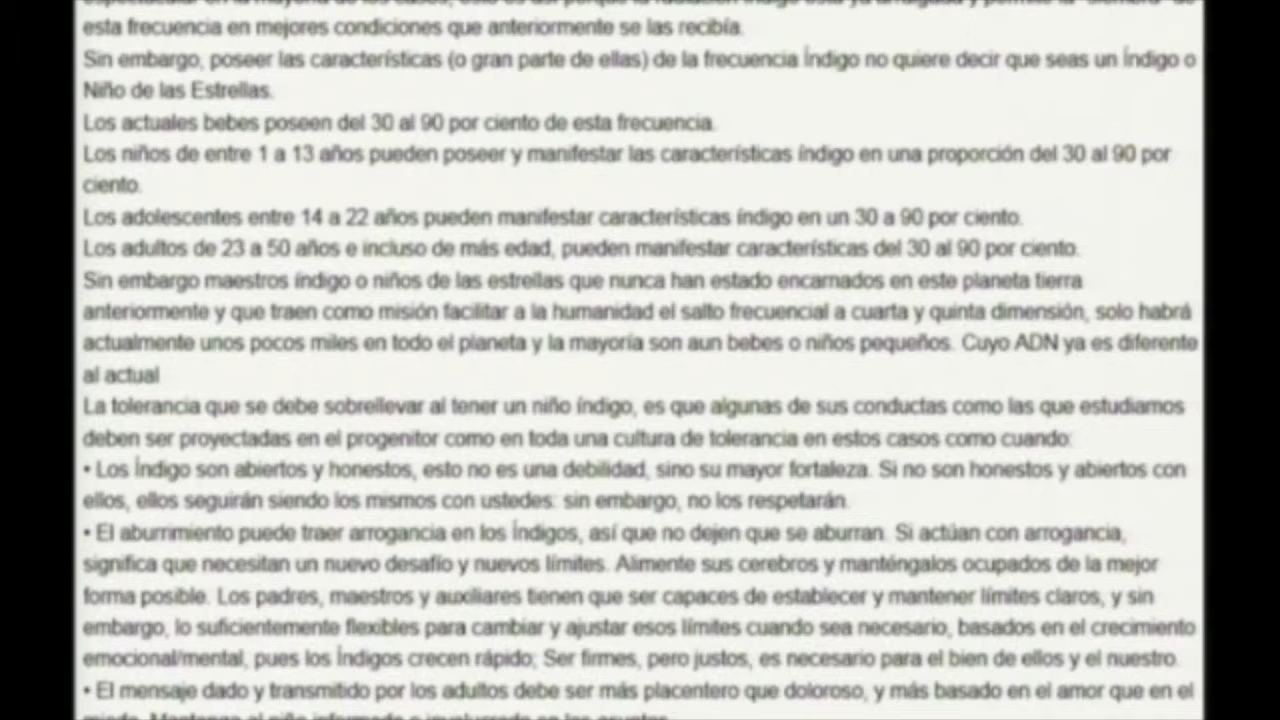 esta frecuencia en mejores condiciones que anteriormente se las recibía.
Sin embargo, poseer las características (o gran parte de ellas) de la frecuencia Índigo no quiere decir que seas un Índigo o
Niño de las Estrellas.
Los actuales bebes poseen del 30 al 90 por ciento de esta frecuencia.
Los niños de entre 1 a 13 años pueden poseer y manifestar las características índigo en una proporción del 30 al 90 por
ciento.
Los adolescentes entre 14 a 22 años pueden manifestar características índigo en un 30 a 90 por ciento.
Los adultos de 23 a 50 años e incluso de más edad, pueden manifestar características del 30 al 90 por ciento.
Sin embargo maestros índigo o niños de las estrellas que nunca han estado encarnados en este planeta tierra
anteriormente y que traen como misión facilitar a la humanidad el salto frecuencial a cuarta y quinta dimensión, solo habrá
actualmente unos pocos miles en todo el planeta y la mayoría son aun bebes o niños pequeños. Cuyo ADN ya es diferente
al actual
La tolerancia que se debe sobrellevar al tener un niño índigo, es que algunas de sus conductas como las que estudiamos
deben ser proyectadas en el progenitor como en toda una cultura de tolerancia en estos casos como cuando:
• Los Índigo son abiertos y honestos, esto no es una debilidad, sino su mayor fortaleza. Si no son honestos y abiertos con
ellos, ellos seguirán siendo los mismos con ustedes: sin embargo, no los respetarán.
• El aburrimiento puede traer arrogancia en los Índigos, así que no dejen que se aburran. Si actúan con arrogancia,
significa que necesitan un nuevo desafío y nuevos límites. Alimente sus cerebros y manténgalos ocupados de la mejor
forma posible. Los padres, maestros y auxiliares tienen que ser capaces de establecer y mantener límites claros, y sin
embargo, lo suficientemente flexibles para cambiar y ajustar esos límites cuando sea necesario, basados en el crecimiento
emocional/mental, pues los Índigos crecen rápido; Ser firmes, pero justos, es necesario para el bien de ellos y el nuestro.
• El mensaje dado y transmitido por los adultos debe ser más placentero que doloroso, y más basado en el amor que en el